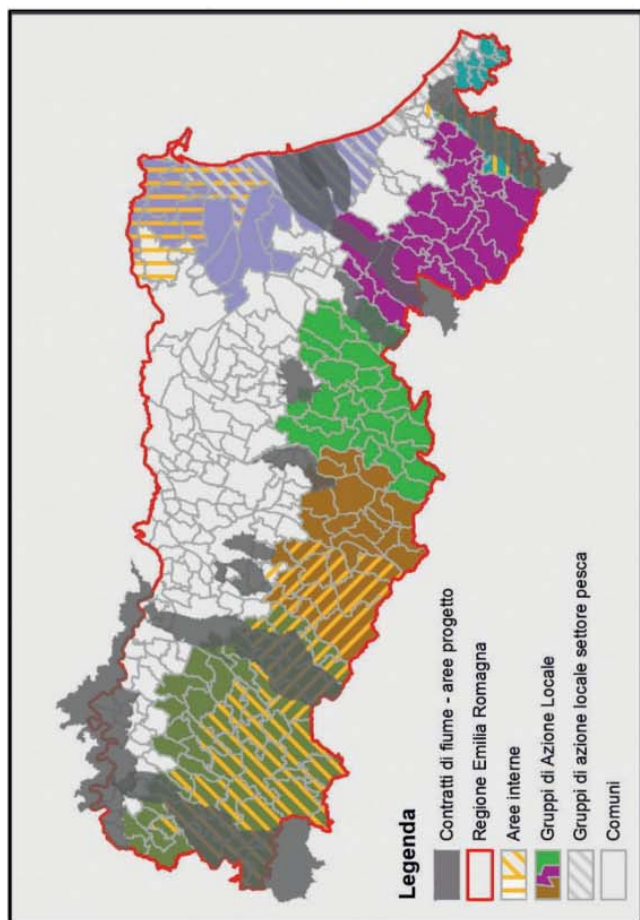 Legenda
Contratti di fiume - aree progetto
Regione Emilia Romagna
Aree interne
Gruppi di Azione Locale
Gruppi di azione locale settore pesca
Comuni